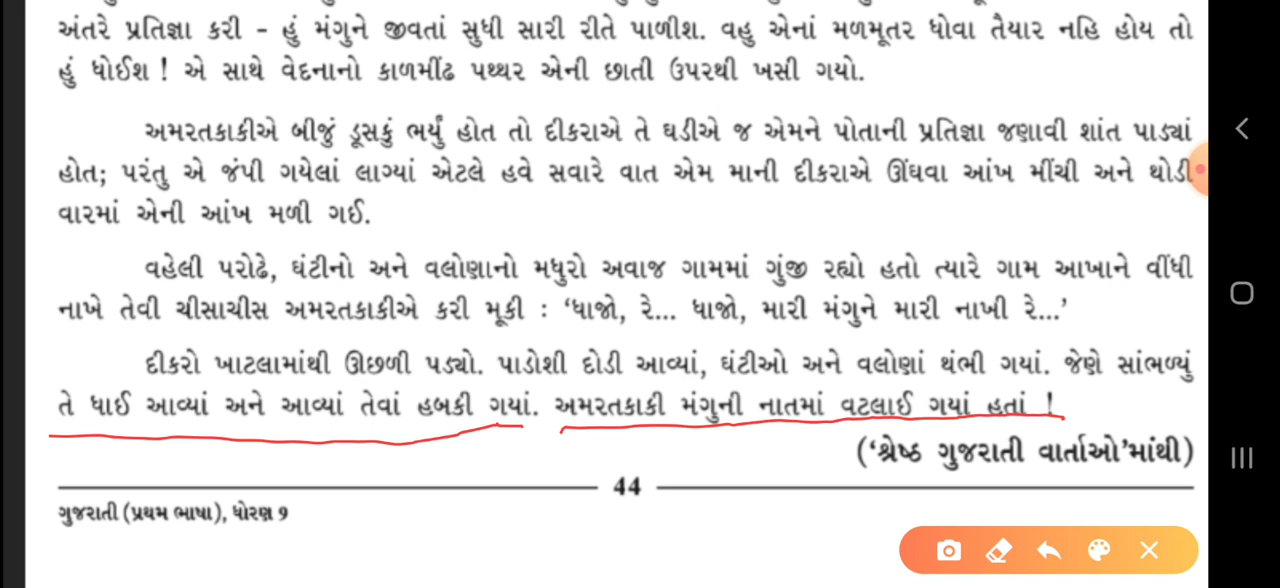 અંતરે પ્રતિજ્ઞા કરી - હું મંગુને જીવતાં સુધી સારી રીતે પાળીશ. વહુ એનાં મળમૂતર ધોવા તૈયાર નહિ હોય તો
હું ધોઈશ ! એ સાથે વેદનાનો કાળમીંઢ પથ્થર એની છાતી ઉપરથી ખસી ગયો.
અમરતકાકીએ બીજું ડૂસકું ભર્યું હોત તો દીકરાએ તે ઘડીએ જ એમને પોતાની પ્રતિજ્ઞા જણાવી શાંત પાડ્યાં
હોત; પરંતુ એ જંપી ગયેલાં લાગ્યાં એટલે હવે સવારે વાત એમ માની દીકરાએ ઊંઘવા આંખ મીંચી અને થોડી
વારમાં એની આંખ મળી ગઈ.
વહેલી પરોઢે, ઘંટીનો અને વલોણાનો મધુરો અવાજ ગામમાં ગુંજી રહ્યો હતો ત્યારે ગામ આખાને વીંધી
નાખે તેવી ચીસાચીસ અમરતકાકીએ કરી મૂકી : ‘ધાજો, રે... ધાજો, મારી મંગુને મારી નાખી રે...’
દીકરો ખાટલામાંથી ઊછળી પડ્યો. પાડોશી દોડી આવ્યાં, ઘંટીઓ અને વલોણાં થંભી ગયાં. જેણે સાંભળ્યું
તે ધાઈ આવ્યાં અને આવ્યાં તેવાં હબકી ગયાં. અમરતકાકી મંગુની નાતમાં વટલાઈ ગયાં હતાં !
(‘શ્રેષ્ઠ ગુજરાતી વાર્તાઓ’માંથી)
44
ગુજરાતી (પ્રથમ ભાષા), ધોરણ 9